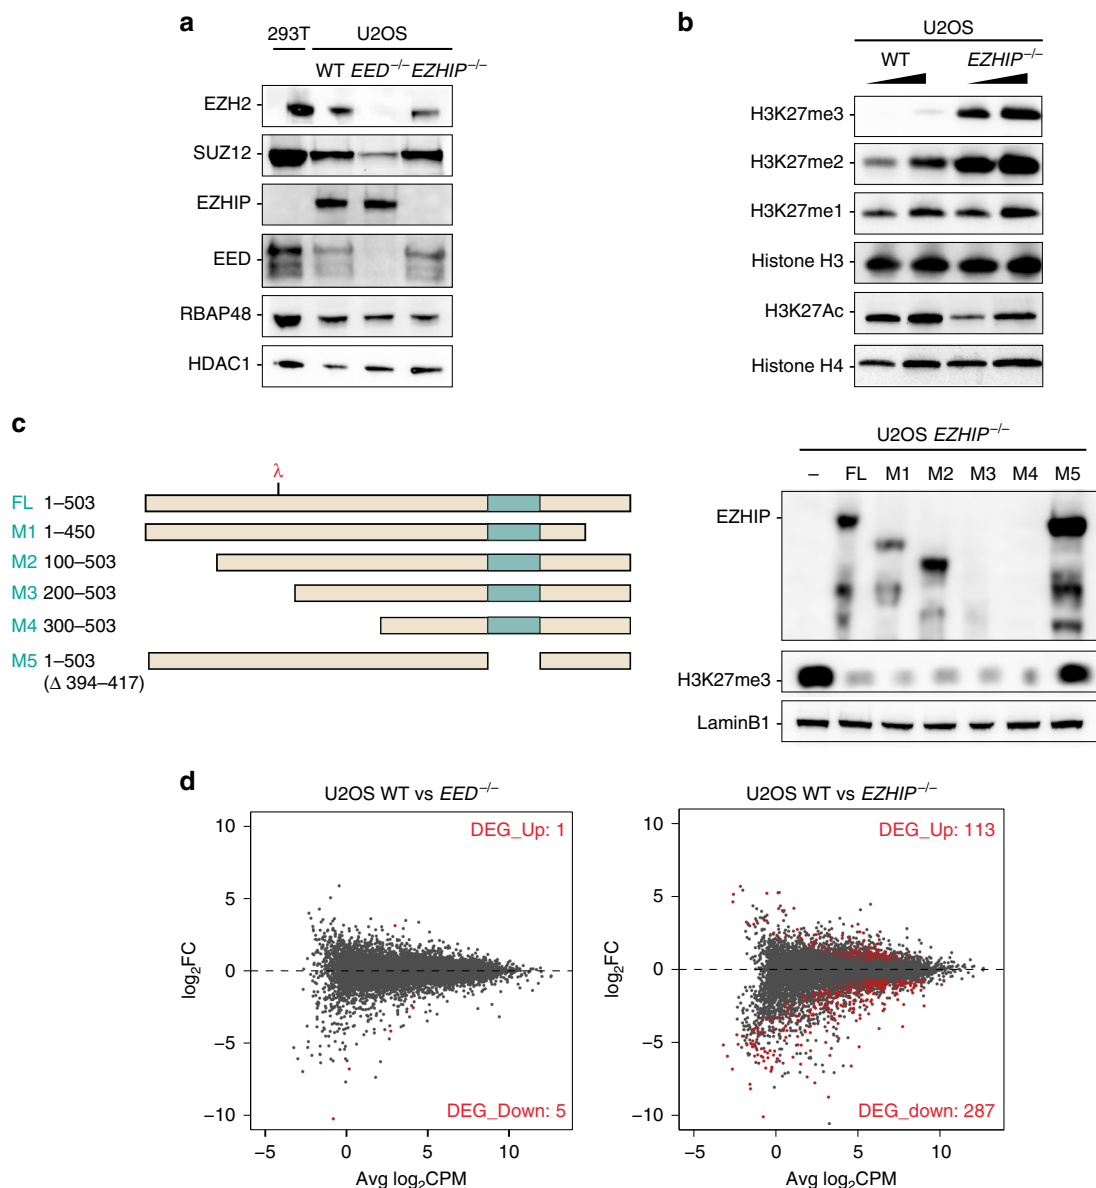 a
293T U2OS
WT EED–/– EZHIP–/–
EZH2
SUZ12
EZHIP
EED
RBAP48
HDAC1
b
U2OS
WT EZHIP–/–
H3K27me3
H3K27me2
H3K27me1
Histone H3
H3K27Ac
Histone H4
c
λ
FL 1–503
M1 1–450
M2 100–503
M3 200–503
M4 300–503
M5 1–503
(Δ 394–417)
U2OS EZHIP–/–
– FL M1 M2 M3 M4 M5
EZHIP
H3K27me3
LaminB1
d
U2OS WT vs EED–/–
DEG_Up: 1
10
5
0
−5
−10
log2FC
DEG_Down: 5
−5 0 5 10
Avg log2CPM
U2OS WT vs EZHIP–/–
DEG_Up: 113
10
5
0
−5
−10
log2FC
DEG_down: 287
−5 0 5 10
Avg log2CPM